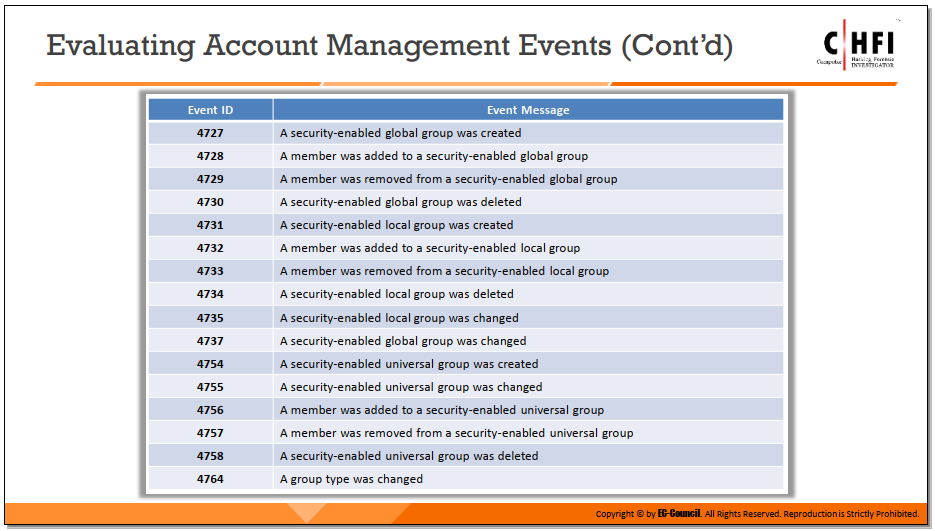 Evaluating Account Management Events (Cont’d)
C HFI
Computer Hacking Forensic
INVESTIGATOR
Event ID Event Message
4727 A security-enabled global group was created
4728 A member was added to a security-enabled global group
4729 A member was removed from a security-enabled global group
4730 A security-enabled global group was deleted
4731 A security-enabled local group was created
4732 A member was added to a security-enabled local group
4733 A member was removed from a security-enabled local group
4734 A security-enabled local group was deleted
4735 A security-enabled local group was changed
4737 A security-enabled global group was changed
4754 A security-enabled universal group was created
4755 A security-enabled universal group was changed
4756 A member was added to a security-enabled universal group
4757 A member was removed from a security-enabled universal group
4758 A security-enabled universal group was deleted
4764 A group type was changed
Copyright © by EC-Council. All Rights Reserved. Reproduction is Strictly Prohibited.